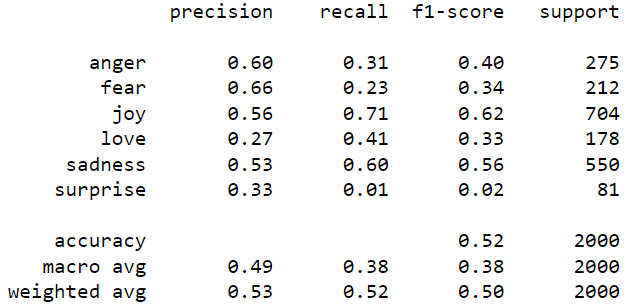 precision recall f1-score support
anger 0.60 0.31 0.40 275
fear 0.66 0.23 0.34 212
joy 0.56 0.71 0.62 704
love 0.27 0.41 0.33 178
sadness 0.53 0.60 0.56 550
surprise 0.33 0.01 0.02 81
accuracy 0.52 2000
macro avg 0.49 0.38 0.38 2000
weighted avg 0.53 0.52 0.50 2000